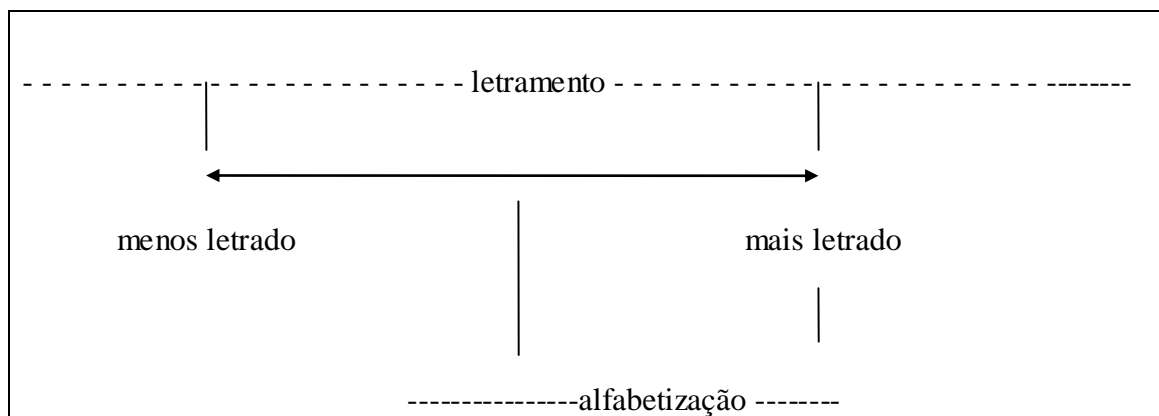 letramento
menos letrado mais letrado
alfabetização